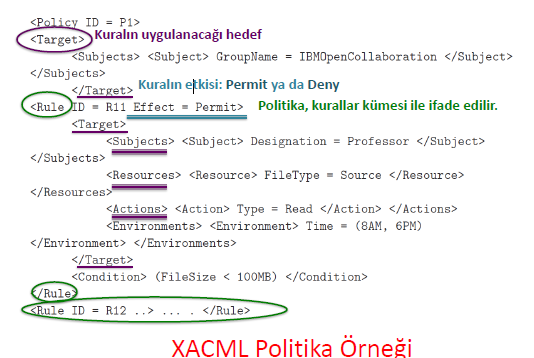 <Policy ID = P1>
<Target> Kuralın uygulanacağı hedef
<Subjects> <Subject> GroupName = IBMOpenCollaboration </Subject>
</Subjects>
</Target> Kuralın etkisi: Permit ya da Deny
<Rule ID = R11 Effect = Permit> Politika, kurallar kümesi ile ifade edilir.
<Target>
<Subjects> <Subject> Designation = Professor </Subject>
</Subjects>
<Resources> <Resource> FileType = Source </Resource>
</Resources>
<Actions> <Action> Type = Read </Action> </Actions>
<Environments> <Environment> Time = (8AM, 6PM)
</Environment> </Environments>
</Target>
<Condition> (FileSize < 100MB) </Condition>
</Rule>
<Rule ID = R12 ..> ... . </Rule>
XACML Politika Örneği